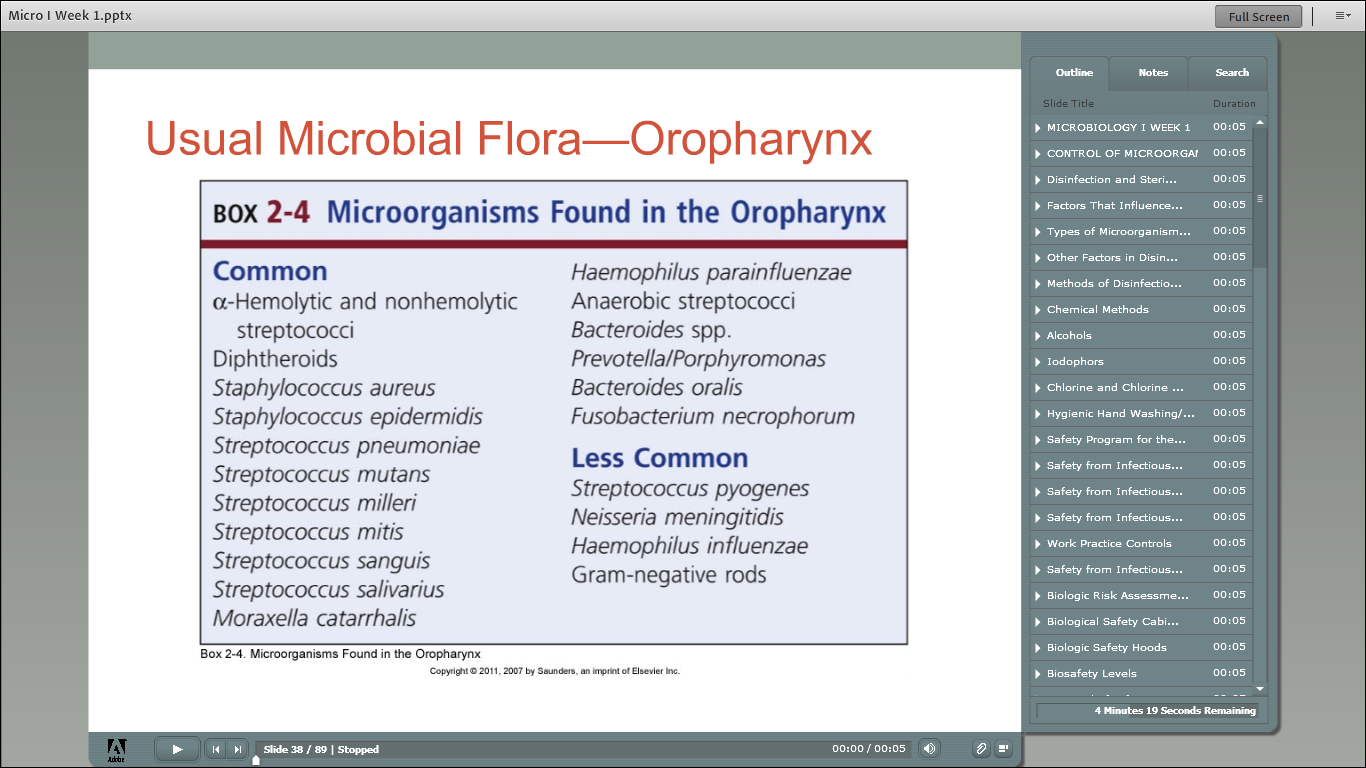 Micro I Week 1.pptx
Full Screen
Usual Microbial Flora—Oropharynx
BOX 2-4 Microorganisms Found in the Oropharynx
Common
α-Hemolytic and nonhemolytic
streptococci
Diphtheroids
Staphylococcus aureus
Staphylococcus epidermidis
Streptococcus pneumoniae
Streptococcus mutans
Streptococcus milleri
Streptococcus mitis
Streptococcus sanguis
Streptococcus salivarius
Moraxella catarrhalis
Haemophilus parainfluenzae
Anaerobic streptococci
Bacteroides spp.
Prevotella/Porphyromonas
Bacteroides oralis
Fusobacterium necrophorum
Less Common
Streptococcus pyogenes
Neisseria meningitidis
Haemophilus influenzae
Gram-negative rods
Box 2-4. Microorganisms Found in the Oropharynx
Copyright © 2011, 2007 by Saunders, an imprint of Elsevier Inc.
Outline Notes Search
Slide Title Duration
MICROBIOLOGY I WEEK 1 00:05
CONTROL OF MICROORGAN 00:05
Disinfection and Steri... 00:05
Factors That Influence... 00:05
Types of Microorganism... 00:05
Other Factors in Disin... 00:05
Methods of Disinfectio... 00:05
Chemical Methods 00:05
Alcohols 00:05
Iodophors 00:05
Chlorine and Chlorine ... 00:05
Hygienic Hand Washing/... 00:05
Safety Program for the... 00:05
Safety from Infectious... 00:05
Safety from Infectious... 00:05
Safety from Infectious... 00:05
Work Practice Controls 00:05
Safety from Infectious... 00:05
Biologic Risk Assessme... 00:05
Biological Safety Cabi... 00:05
Biologic Safety Hoods 00:05
Biosafety Levels 00:05
4 Minutes 19 Seconds Remaining
Adobe
Slide 38 / 89 | Stopped 00:00 / 00:05